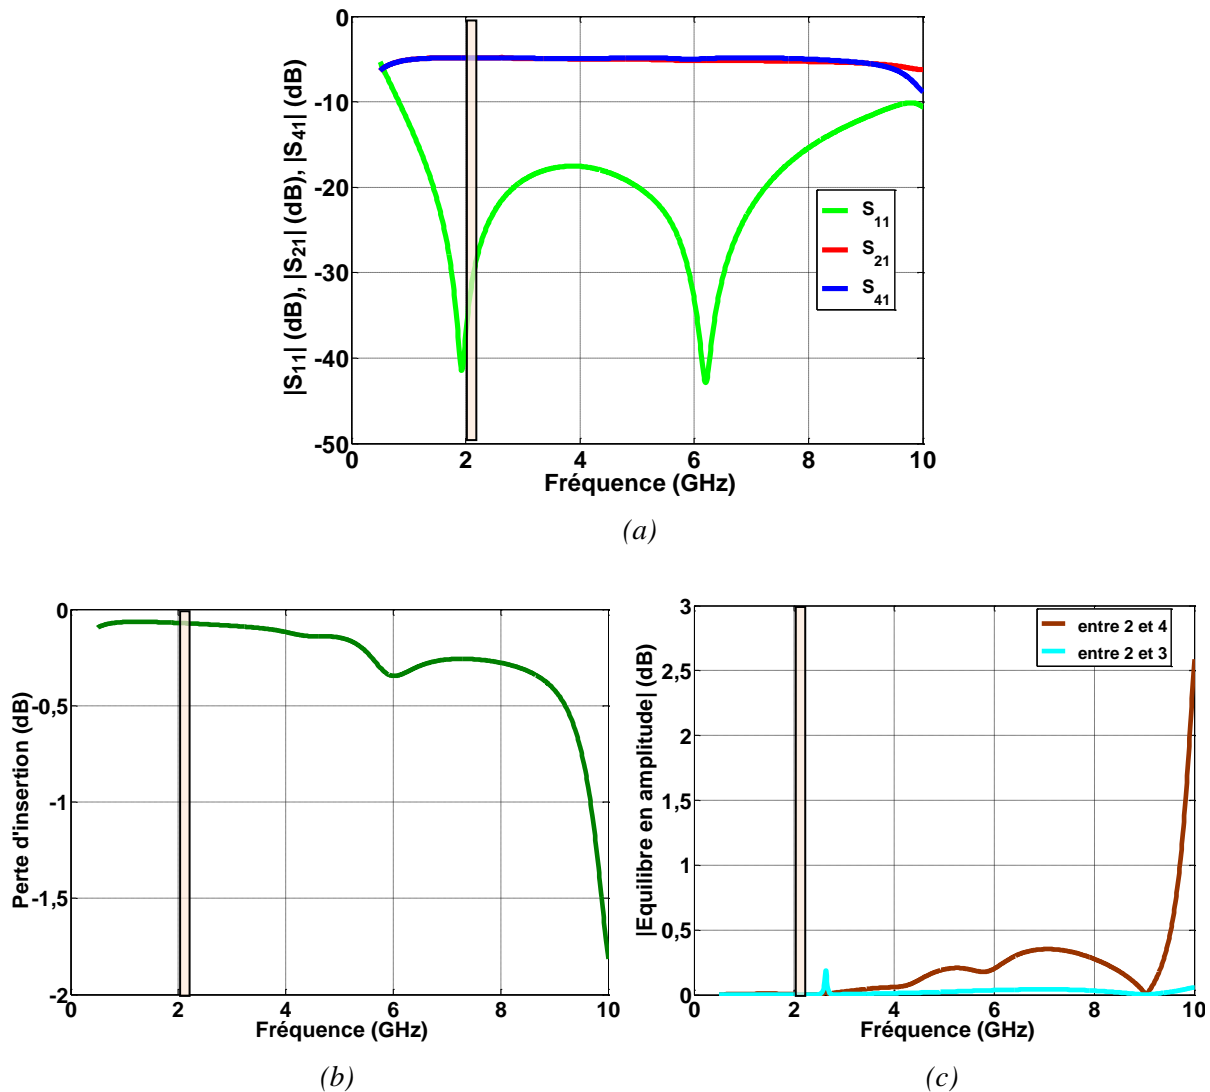 |S11| (dB), |S21| (dB), |S41| (dB)
0
-10
-20
-30
-40
-50
0
2
4
6
8
10
Fréquence (GHz)
S11
S21
S41
(a)
Perte d'insertion (dB)
0
-0,5
-1
-1,5
-2
0
2
4
6
8
10
Fréquence (GHz)
(b)
|Equilibre en amplitude| (dB)
3
2,5
2
1,5
1
0,5
0
0
2
4
6
8
10
Fréquence (GHz)
entre 2 et 4
entre 2 et 3
(c)